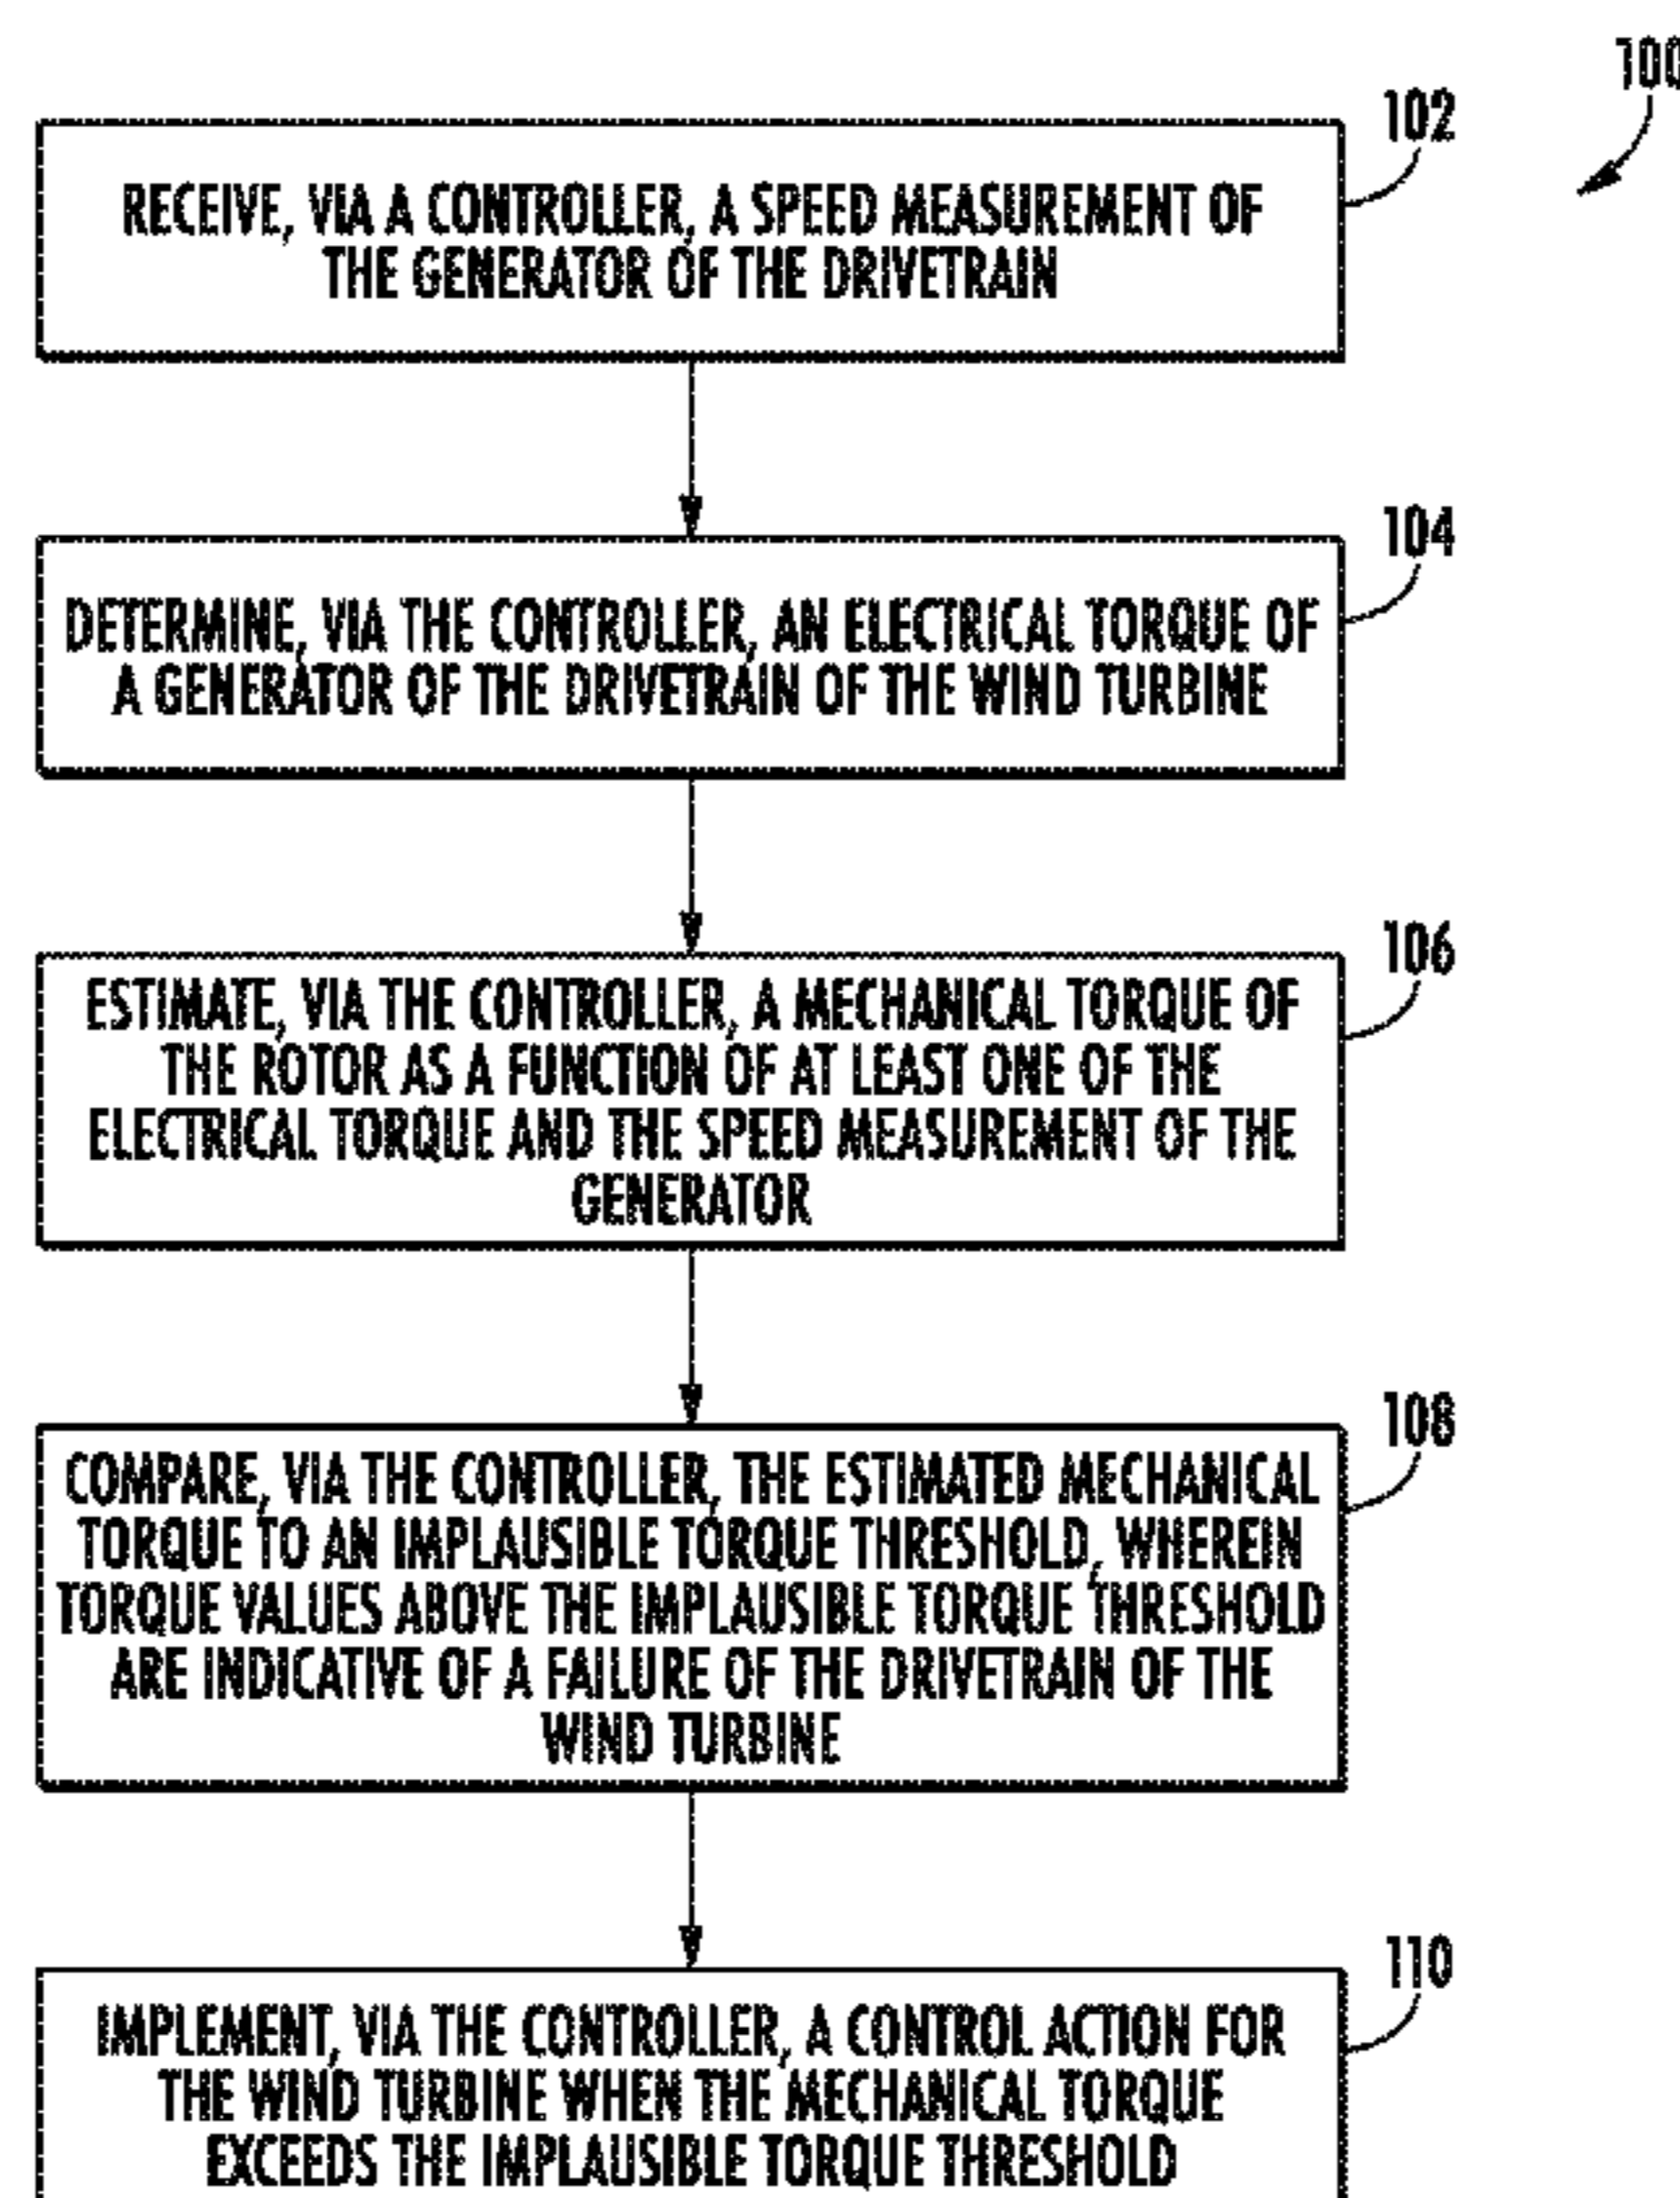 100
102
RECEIVE, VIA A CONTROLLER, A SPEED MEASUREMENT OF
THE GENERATOR OF THE DRIVETRAIN
104
DETERMINE, VIA THE CONTROLLER, AN ELECTRICAL TORQUE OF
A GENERATOR OF THE DRIVETRAIN OF THE WIND TURBINE
106
ESTIMATE, VIA THE CONTROLLER, A MECHANICAL TORQUE OF
THE ROTOR AS A FUNCTION OF AT LEAST ONE OF THE
ELECTRICAL TORQUE AND THE SPEED MEASUREMENT OF THE
GENERATOR
108
COMPARE, VIA THE CONTROLLER, THE ESTIMATED MECHANICAL
TORQUE TO AN IMPLAUSIBLE TORQUE THRESHOLD, WHEREIN
TORQUE VALUES ABOVE THE IMPLAUSIBLE TORQUE THRESHOLD
ARE INDICATIVE OF A FAILURE OF THE DRIVETRAIN OF THE
WIND TURBINE
110
IMPLEMENT, VIA THE CONTROLLER, A CONTROL ACTION FOR
THE WIND TURBINE WHEN THE MECHANICAL TORQUE
EXCEEDS THE IMPLAUSIBLE TORQUE THRESHOLD